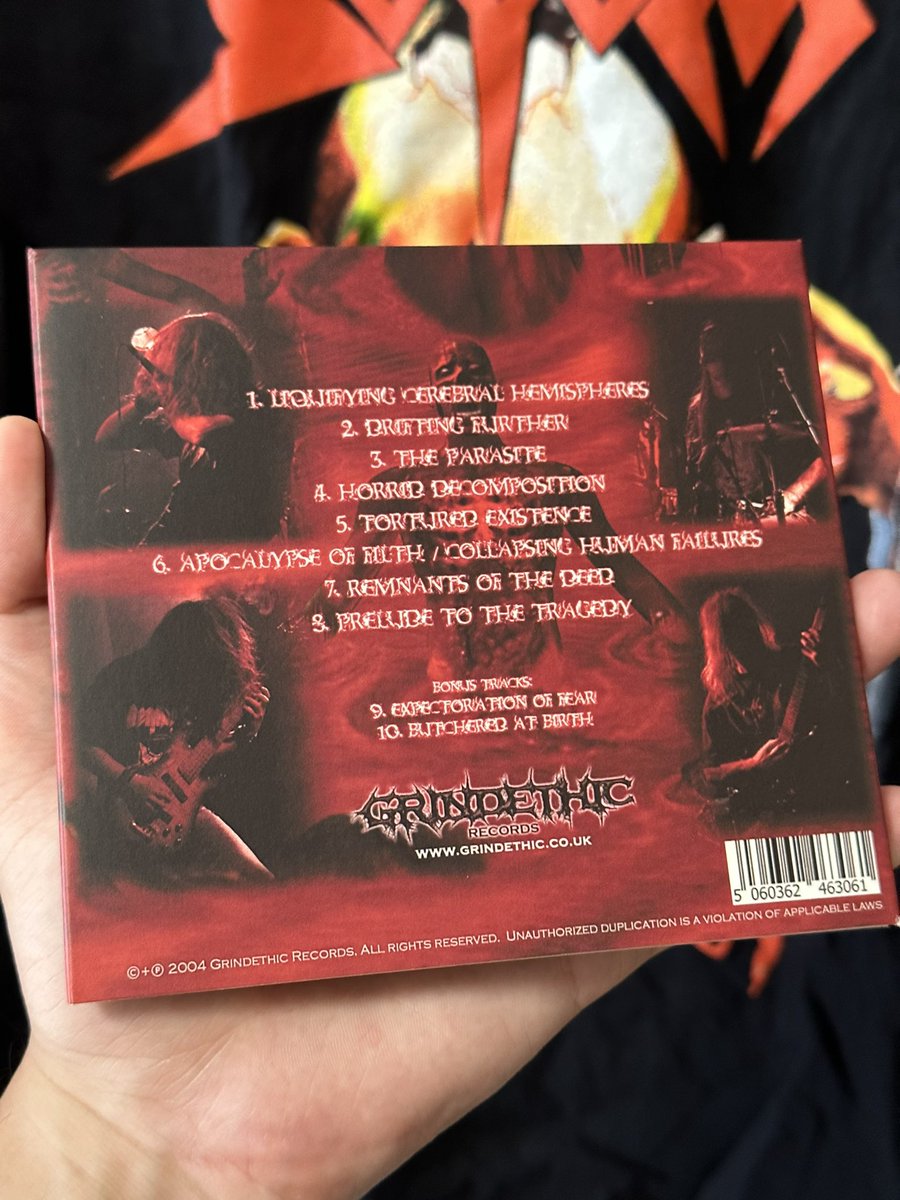 1. LIQUIFYING CEREBRAL HEMISPHERES
2. DRIFTING FURTHER
3. THE PARASITE
4. HORRID DECOMPOSITION
5. TORTURED EXISTENCE
6. APOCALYPSE OF FILTH / COLLAPSING HUMAN FAILURES
7. REMNANTS OF THE DEED
8. PRELUDE TO THE TRAGEDY
BONUS TRACKS:
9. EXPECTORATION OF FEAR
10. BUTCHERED AT BIRTH
GRINDETHIC
RECORDS
WWW.GRINDETHIC.CO.UK
5 060362 463061
©+℗ 2004 GRINDETHIC RECORDS, ALL RIGHTS RESERVED. UNAUTHORIZED DUPLICATION IS A VIOLATION OF APPLICABLE LAWS